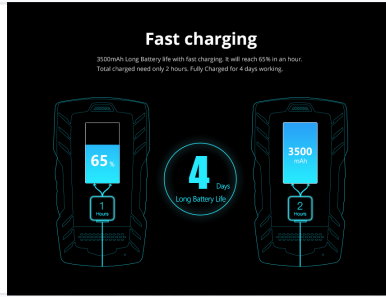 Fast charging
3500mAh Long Battery life with fast charging. It will reach 65% in an hour.
Total charged need only 2 hours. Fully Charged for 4 days working.
65%
1
Hours
4 Days
Long Battery Life
3500
mAh
2
Hours